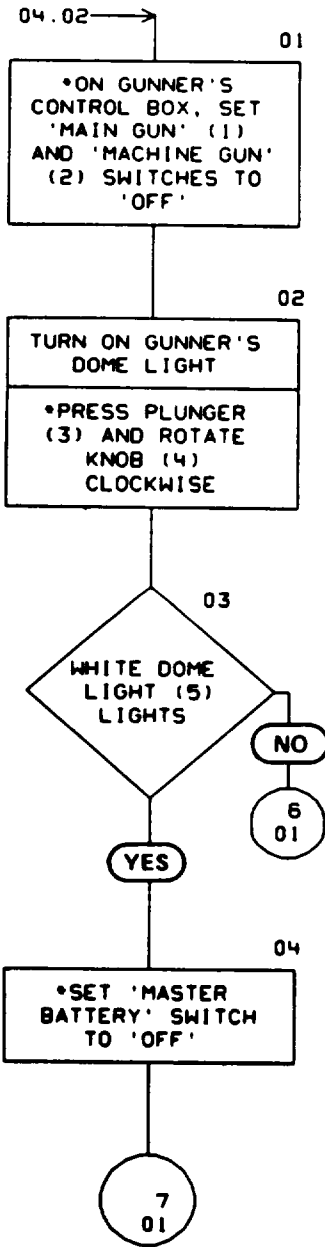 04.02
01
*ON GUNNER'S
CONTROL BOX, SET
'MAIN GUN' (1)
AND 'MACHINE GUN'
(2) SWITCHES TO
'OFF'
02
TURN ON GUNNER'S
DOME LIGHT
*PRESS PLUNGER
(3) AND ROTATE
KNOB (4)
CLOCKWISE
03
WHITE DOME
LIGHT (5)
LIGHTS
NO
6
01
YES
04
*SET 'MASTER
BATTERY' SWITCH
TO 'OFF'
7
01